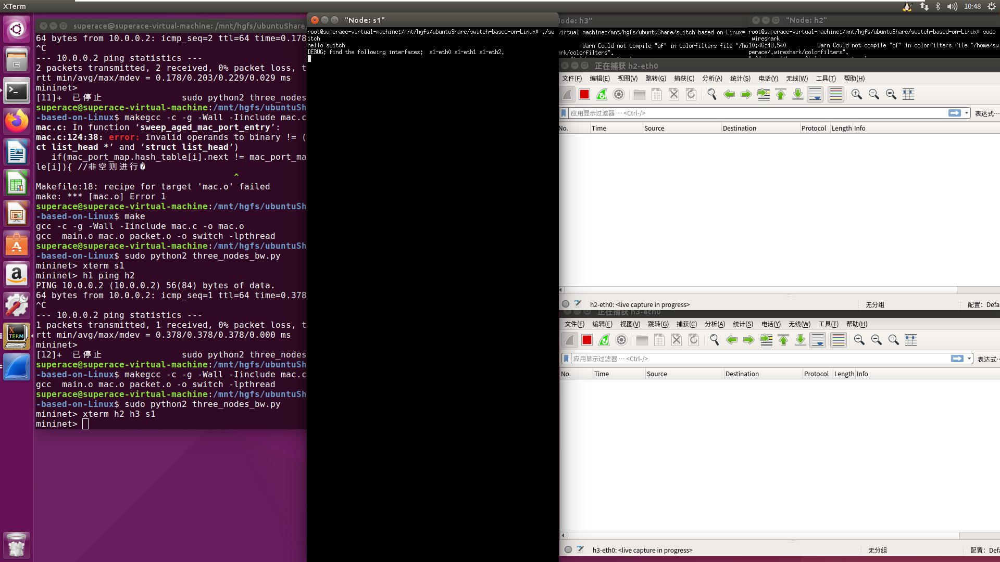 XTerm
10:48
superace@superace-virtual-machine: /mnt/hgfs/ubuntuShare/
64 bytes from 10.0.0.2: icmp_seq=2 ttl=64 time=0.178
^C
--- 10.0.0.2 ping statistics ---
2 packets transmitted, 2 received, 0% packet loss, t
rtt min/avg/max/mdev = 0.178/0.203/0.229/0.029 ms
mininet>
[11]+  已停止               sudo python2 three_nodes
superace@superace-virtual-machine:/mnt/hgfs/ubuntuSh
-based-on-Linux$ makegcc -c -g -Wall -Iinclude mac.c
mac.c: In function ‘sweep_aged_mac_port_entry’:
mac.c:124:38: error: invalid operands to binary != (
ct list_head *’ and ‘struct list_head’)
   if(mac_port_map.hash_table[i].next != mac_port_ma
le[i]){ //非空则进行�
^
Makefile:18: recipe for target 'mac.o' failed
make: *** [mac.o] Error 1
superace@superace-virtual-machine:/mnt/hgfs/ubuntuSh
-based-on-Linux$ make
gcc -c -g -Wall -Iinclude mac.c -o mac.o
gcc  main.o mac.o packet.o -o switch -lpthread
superace@superace-virtual-machine:/mnt/hgfs/ubuntuSh
-based-on-Linux$ sudo python2 three_nodes_bw.py
mininet> xterm s1
mininet> h1 ping h2
PING 10.0.0.2 (10.0.0.2) 56(84) bytes of data.
64 bytes from 10.0.0.2: icmp_seq=1 ttl=64 time=0.378
^C
--- 10.0.0.2 ping statistics ---
1 packets transmitted, 1 received, 0% packet loss, t
rtt min/avg/max/mdev = 0.378/0.378/0.378/0.000 ms
mininet>
[12]+  已停止               sudo python2 three_nodes
superace@superace-virtual-machine:/mnt/hgfs/ubuntuSh
-based-on-Linux$ makegcc -c -g -Wall -Iinclude mac.c
gcc  main.o mac.o packet.o -o switch -lpthread
superace@superace-virtual-machine:/mnt/hgfs/ubuntuSh
-based-on-Linux$ sudo python2 three_nodes_bw.py
mininet> xterm h2 h3 s1
mininet>
"Node: s1"
root@superace-virtual-machine:/mnt/hgfs/ubuntuShare/switch-based-on-Linux# ./sw
itch
hello switch
DEBUG: find the following interfaces:  s1-eth0 s1-eth1 s1-eth2.
lode: h3"
virtual-machine:/mnt/hgfs/ubuntuShare/switch-based-on-Linux#
Warn Could not compile "of" in colorfilters file "/ho
ark/colorfilters".
"Node: h2"
root@superace-virtual-machine:/mnt/hgfs/ubuntuShare/switch-based-on-Linux# sudo
wireshark
10:46:48.540          Warn Could not compile "of" in colorfilters file "/home/su
perace/.wireshark/colorfilters".
正在捕获 h2-eth0
文件(F) 编辑(E) 视图(V) 跳转(G) 捕获(C) 分析(A) 统计(S) 电话(Y) 无线(W) 工具(T) 帮助(H)
应用显示过滤器 … <Ctrl-/> 表达式…
No. Time Source Destination Protocol Length Info
h2-eth0: <live capture in progress> 无分组 配置： Defa
正在捕获 h3-eth0
文件(F) 编辑(E) 视图(V) 跳转(G) 捕获(C) 分析(A) 统计(S) 电话(Y) 无线(W) 工具(T) 帮助(H)
应用显示过滤器 … <Ctrl-/> 表达式…
No. Time Source Destination Protocol Length Info
h3-eth0: <live capture in progress> 无分组 配置： Defa
X
TERM